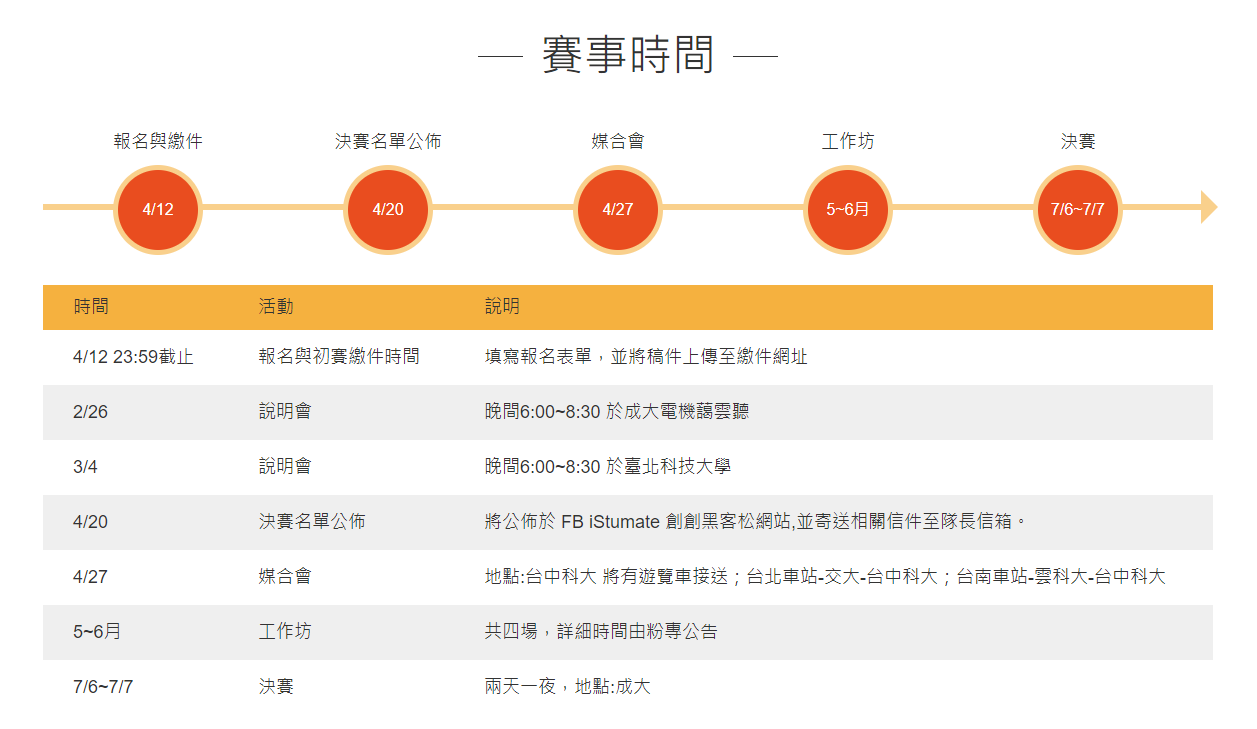 賽事時間
報名與繳件
決賽名單公佈
媒合會
工作坊
決賽
4/12
4/20
4/27
5~6月
7/6~7/7
時間 活動 說明
4/12 23:59截止 報名與初賽繳件時間 填寫報名表單，並將稿件上傳至繳件網址
2/26 說明會 晚間6:00~8:30 於成大電機藹雲聽
3/4 說明會 晚間6:00~8:30 於臺北科技大學
4/20 決賽名單公佈 將公佈於 FB iStumate 創創黑客松網站,並寄送相關信件至隊長信箱。
4/27 媒合會 地點:台中科大 將有遊覽車接送；台北車站-交大-台中科大；台南車站-雲科大-台中科大
5~6月 工作坊 共四場，詳細時間由粉專公告
7/6~7/7 決賽 兩天一夜，地點:成大